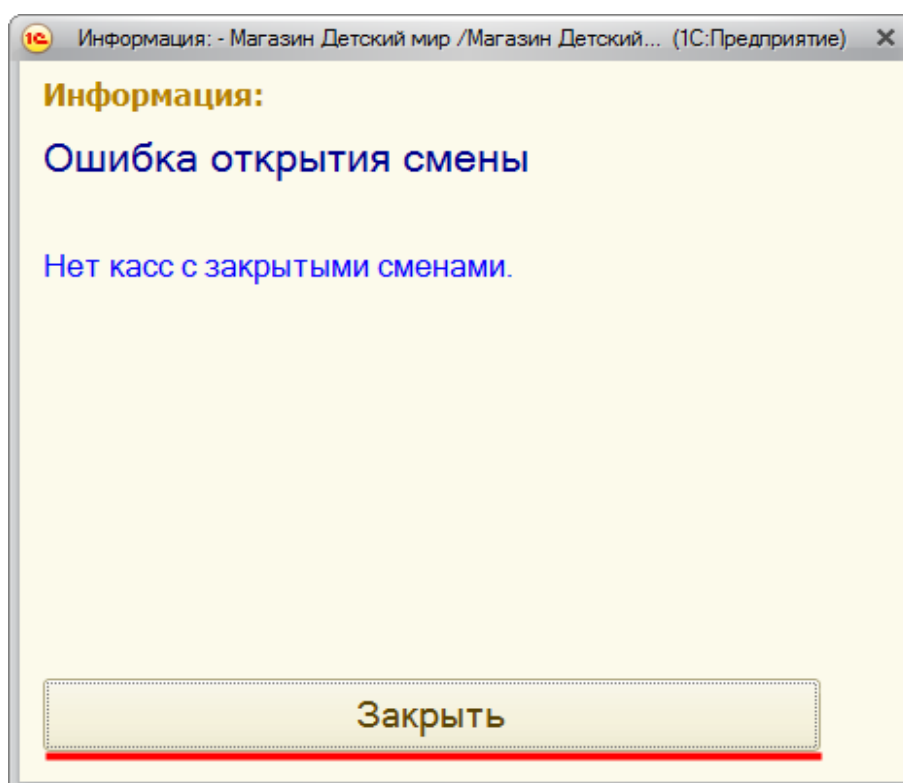 1С Информация: - Магазин Детский мир /Магазин Детский... (1С:Предприятие)
Информация:
Ошибка открытия смены
Нет касс с закрытыми сменами.
Закрыть